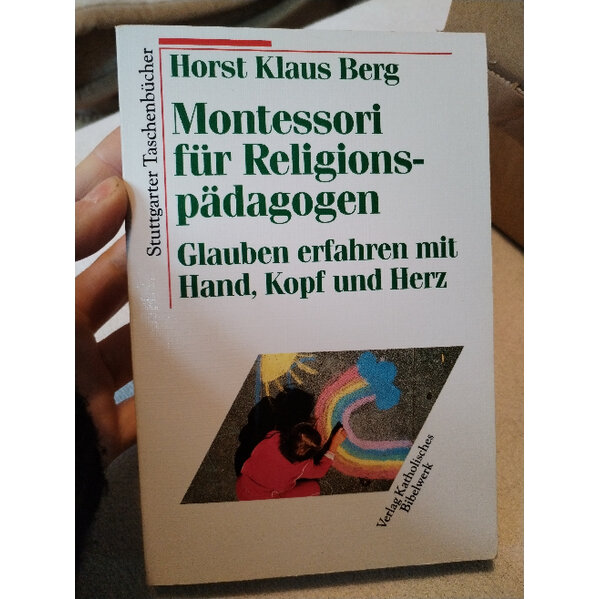 Stuttgarter Taschenbücher
Horst Klaus Berg
Montessori
für Religions-
pädagogen
Glauben erfahren mit
Hand, Kopf und Herz
Verlag Katholisches
Bibelwerk